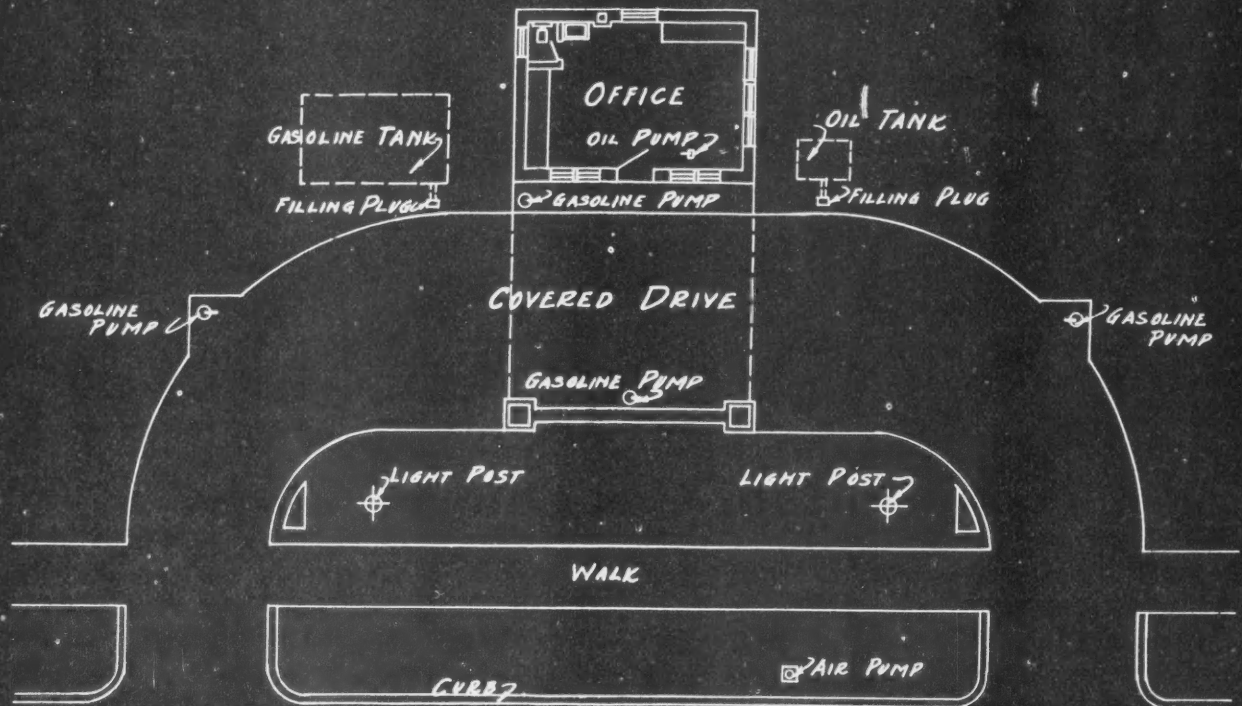 OFFICE
GASOLINE TANK
OIL PUMP
OIL TANK
FILLING PLUG
GASOLINE PUMP
FILLING PLUG
COVERED DRIVE
GASOLINE
PUMP
GASOLINE
PUMP
GASOLINE PUMP
LIGHT POST
LIGHT POST
WALK
AIR PUMP
CURB